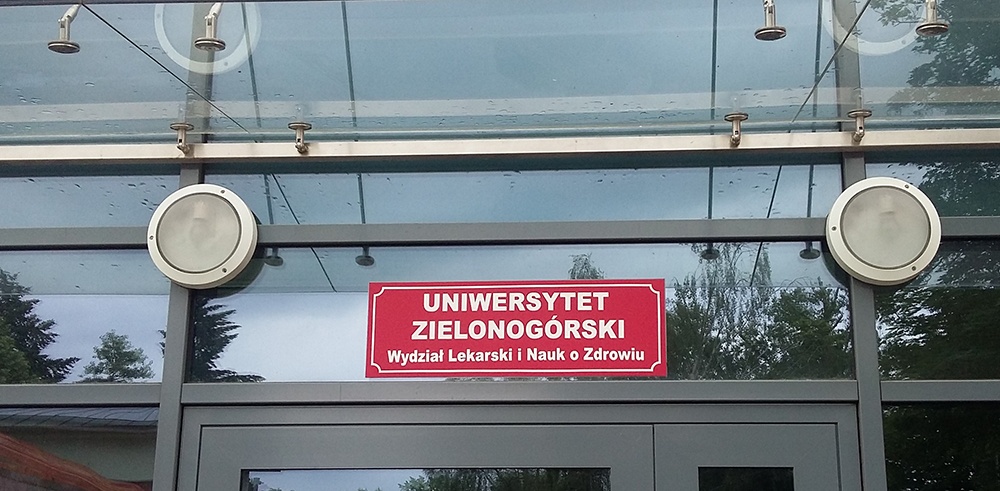 UNIWERSYTET
ZIELONOGÓRSKI
Wydział Lekarski i Nauk o Zdrowiu